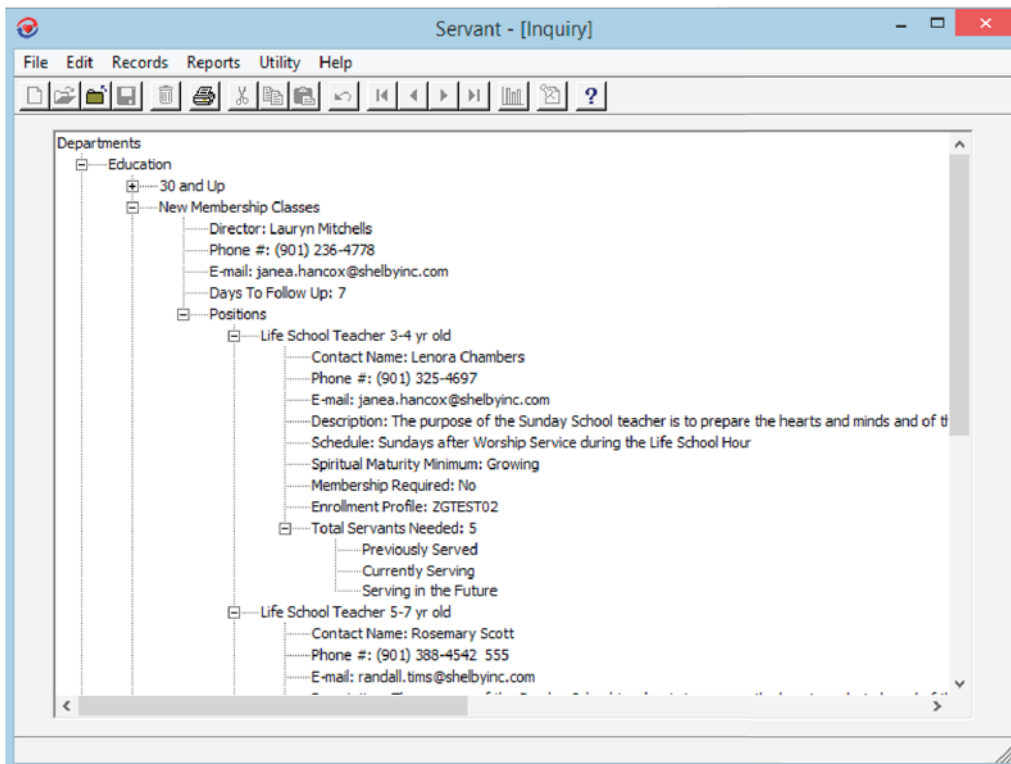 Servant - [Inquiry]
File Edit Records Reports Utility Help
Departments
Education
30 and Up
New Membership Classes
Director: Lauryn Mitchells
Phone #: (901) 236-4778
E-mail: janea.hancox@shelbyinc.com
Days To Follow Up: 7
Positions
Life School Teacher 3-4 yr old
Contact Name: Lenora Chambers
Phone #: (901) 325-4697
E-mail: janea.hancox@shelbyinc.com
Description: The purpose of the Sunday School teacher is to prepare the hearts and minds and of
Schedule: Sundays after Worship Service during the Life School Hour
Spiritual Maturity Minimum: Growing
Membership Required: No
Enrollment Profile: ZGTEST02
Total Servants Needed: 5
Previously Served
Currently Serving
Serving in the Future
Life School Teacher 5-7 yr old
Contact Name: Rosemary Scott
Phone #: (901) 388-4542 555
E-mail: randall.tims@shelbyinc.com